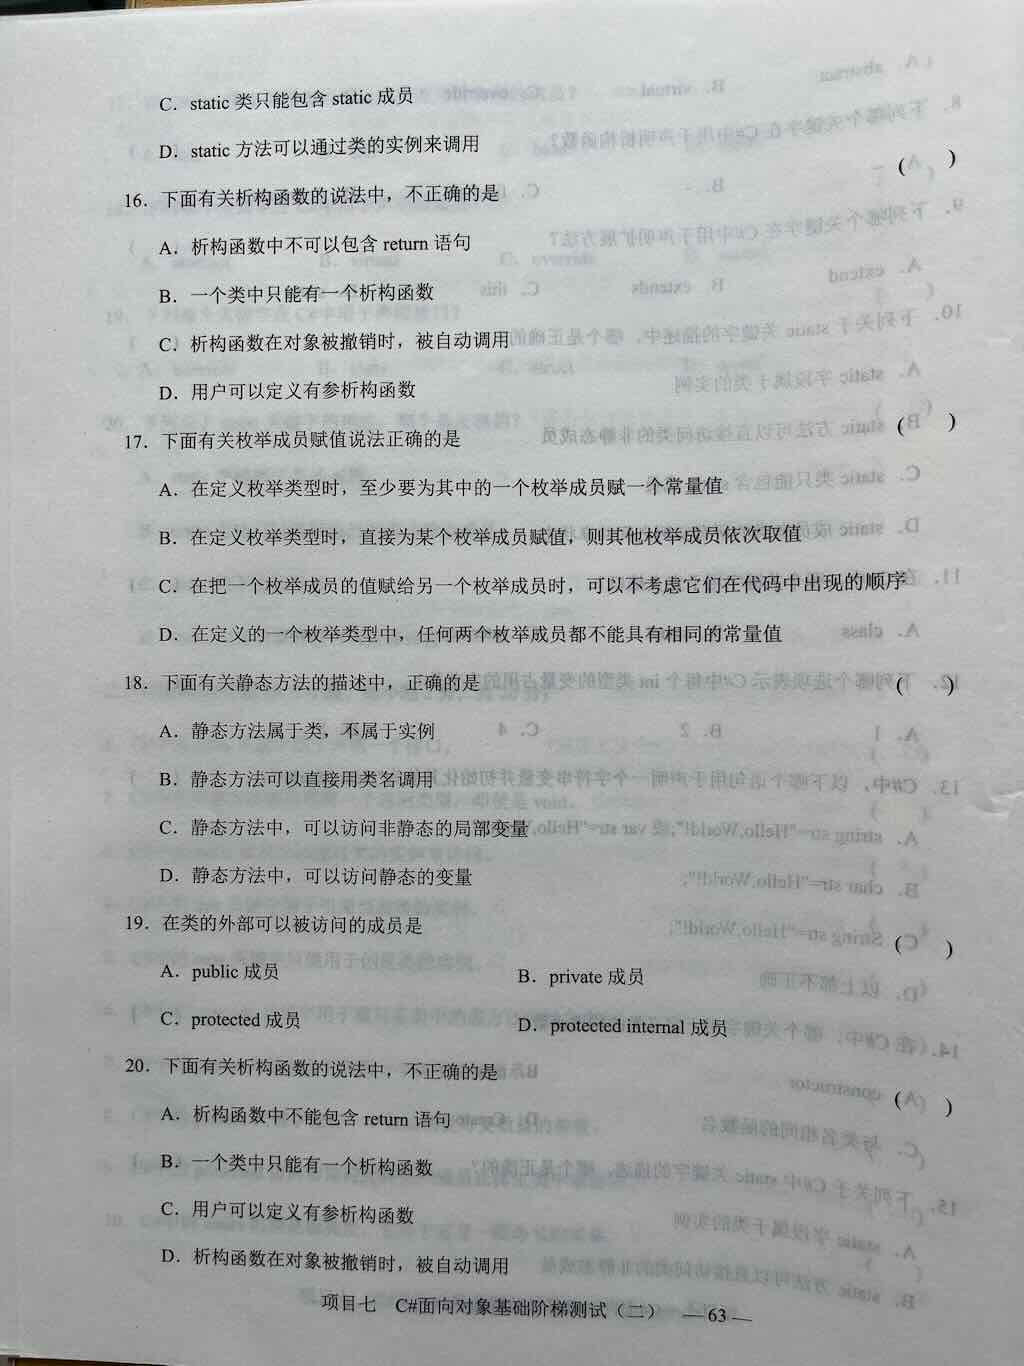 C. static 类只能包含 static 成员
D. static 方法可以通过类的实例来调用
16. 下面有关析构函数的说法中，不正确的是 ( )
A. 析构函数中不可以包含 return 语句
B. 一个类中只能有一个析构函数
C. 析构函数在对象被撤销时，被自动调用
D. 用户可以定义有参析构函数
17. 下面有关枚举成员赋值说法正确的是 ( )
A. 在定义枚举类型时，至少要为其中的一个枚举成员赋一个常量值
B. 在定义枚举类型时，直接为某个枚举成员赋值，则其他枚举成员依次取值
C. 在把一个枚举成员的值赋给另一个枚举成员时，可以不考虑它们在代码中出现的顺序
D. 在定义的一个枚举类型中，任何两个枚举成员都不能具有相同的常量值
18. 下面有关静态方法的描述中，正确的是 ( )
A. 静态方法属于类，不属于实例
B. 静态方法可以直接用类名调用
C. 静态方法中，可以访问非静态的局部变量
D. 静态方法中，可以访问静态的变量
19. 在类的外部可以被访问的成员是 ( )
A. public 成员 B. private 成员
C. protected 成员 D. protected internal 成员
20. 下面有关析构函数的说法中，不正确的是 ( )
A. 析构函数中不能包含 return 语句
B. 一个类中只能有一个析构函数
C. 用户可以定义有参析构函数
D. 析构函数在对象被撤销时，被自动调用
项目七 C#面向对象基础阶梯测试（二） — 63 —